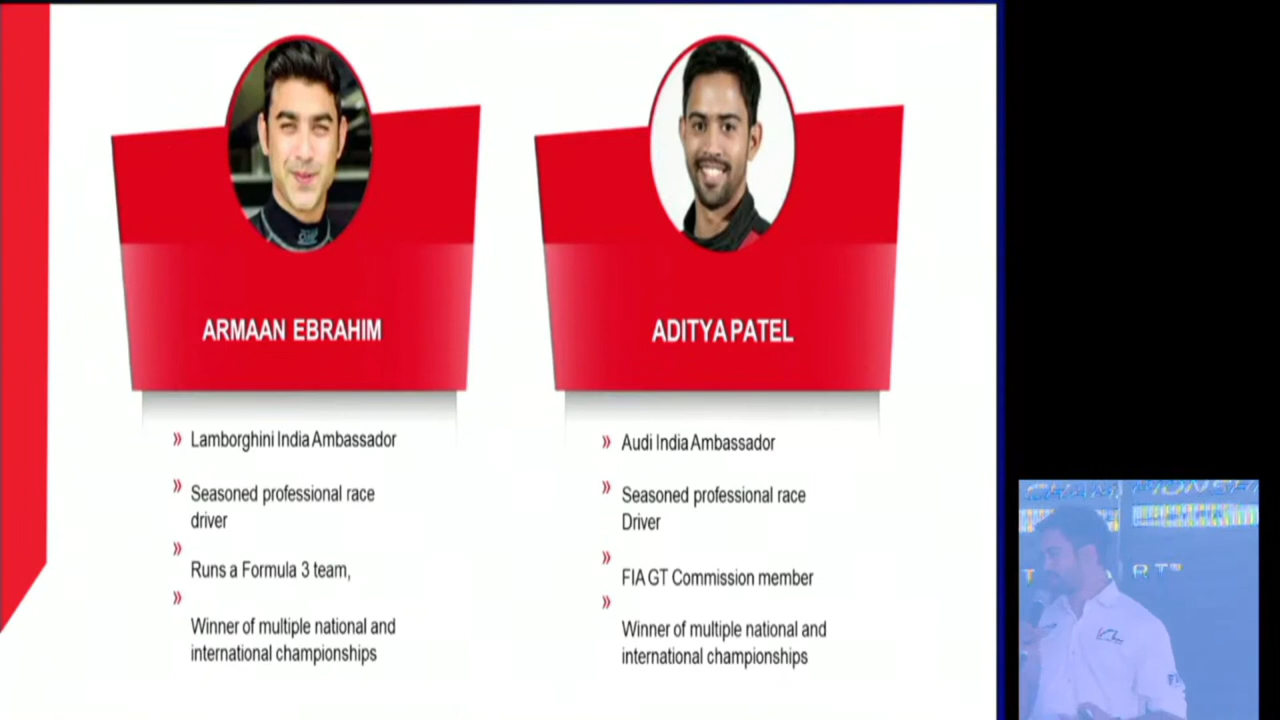 ARMAAN EBRAHIM
» Lamborghini India Ambassador
» Seasoned professional race
driver
» Runs a Formula 3 team,
» Winner of multiple national and
international championships
ADITYA PATEL
» Audi India Ambassador
» Seasoned professional race
Driver
» FIA GT Commission member
» Winner of multiple national and
international championships